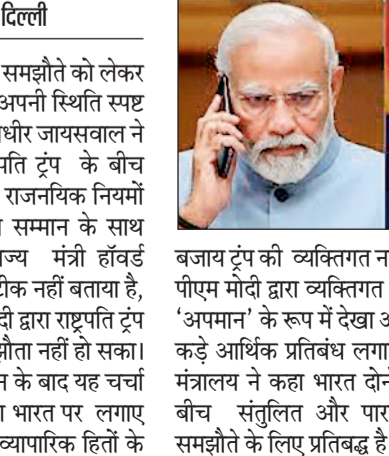 दिल्ली
समझौते को लेकर
अपनी स्थिति स्पष्ट
धीर जायसवाल ने
पति ट्रंप के बीच
राजनयिक नियमों
सम्मान के साथ
ज्य मंत्री हॉवर्ड
टीक नहीं बताया है,
दी द्वारा राष्ट्रपति ट्रंप
झौता नहीं हो सका।
न के बाद यह चर्चा
भारत पर लगाए
व्यापारिक हितों के
बजाय ट्रंप की व्यक्तिगत न
पीएम मोदी द्वारा व्यक्तिगत
‘अपमान’ के रूप में देखा अ
कड़े आर्थिक प्रतिबंध लगा
मंत्रालय ने कहा भारत दोन
बीच संतुलित और पार
समझौते के लिए प्रतिबद्ध है